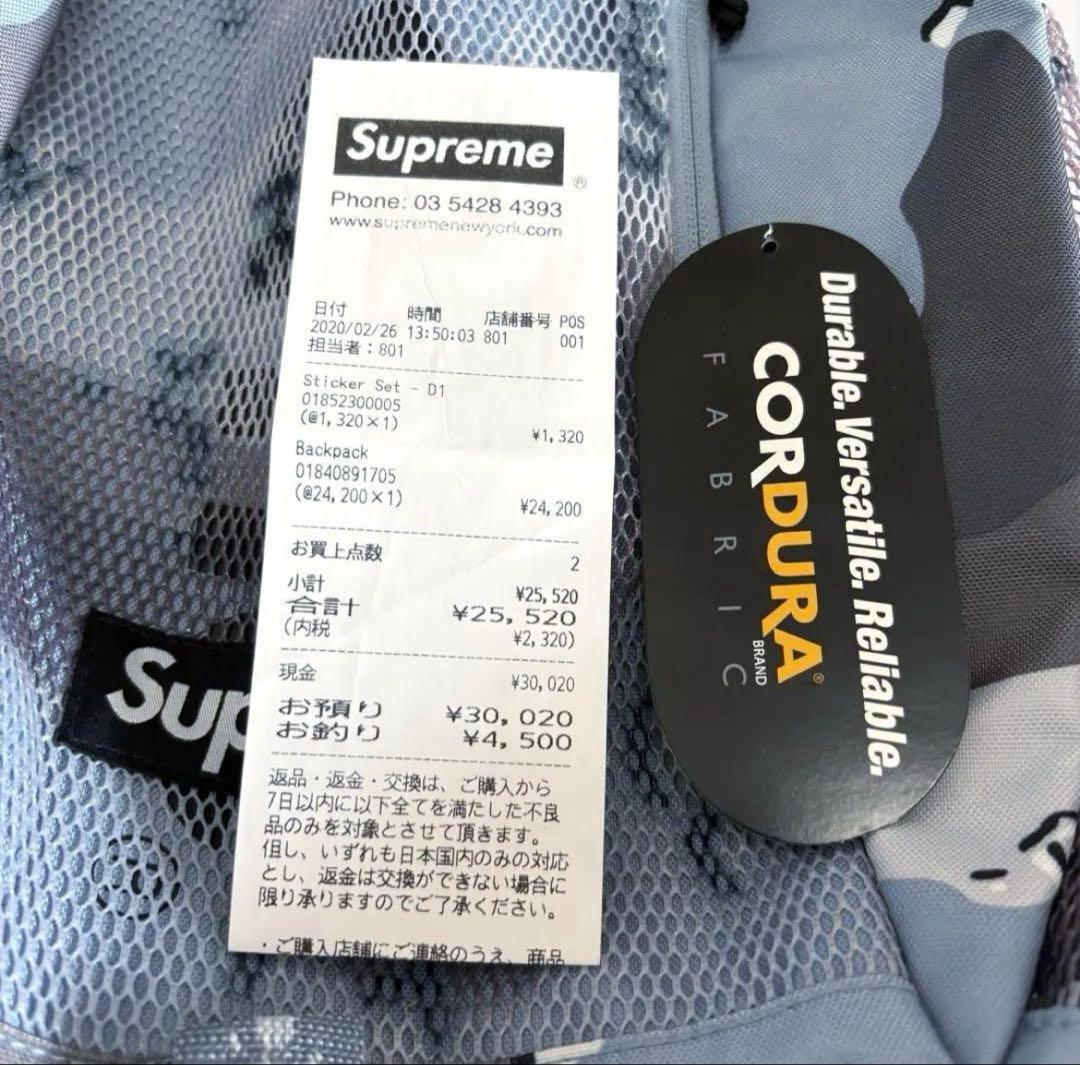 Supreme
®
Phone: 03 5428 4393
www.supremenewyork.com
日付 時間 店舗番号 POS
2020/02/26 13:50:03 801 001
担当者：801
Sticker Set - D1
01852300005
(@1,320×1)
¥1,320
Backpack
01840891705
(@24,200×1)
¥24,200
お買上点数 2
小計 ¥25,520
合計 ¥25,520
(内税 ¥2,320)
現金 ¥30,020
お預り ¥30,020
お釣り ¥4,500
返品・返金・交換は、ご購入から
7日以内に以下全てを満たした不良
品のみを対象とさせて頂きます。
但し、いずれも日本国内のみの対応
とし、返金は交換ができない場合に
限り承りますのでご了承ください。
・ご購入店舗にご連絡のうえ、商品
Sup
Durable. Versatile. Reliable.
CORDURA®
BRAND
FABRIC